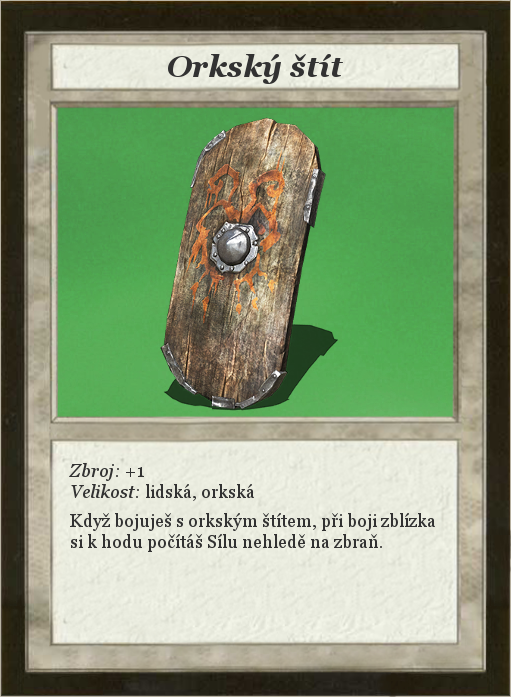 Orkský štít
Zbroj: +1
Velikost: lidská, orkská
Když bojuješ s orkským štítem, při boji zblízka
si k hodu počítáš Sílu nehledě na zbraň.